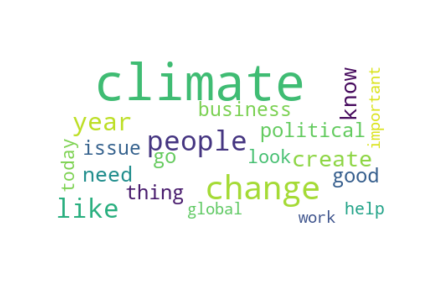 climate
know
important
business
year
political
people
issue
today
go
look
create
need
good
thing
change
like
global
work
help